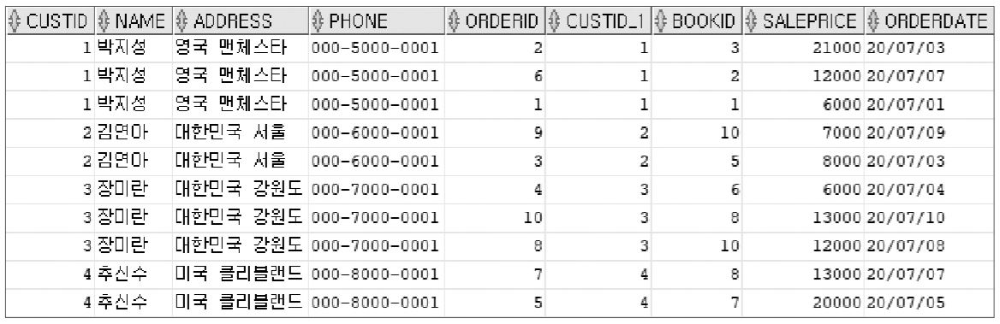 CUSTID NAME ADDRESS PHONE ORDERID CUSTID_1 BOOKID SALEPRICE ORDERDATE
1 박지성 영국 맨체스타 000-5000-0001 2 1 3 21000 20/07/03
1 박지성 영국 맨체스타 000-5000-0001 6 1 2 12000 20/07/07
1 박지성 영국 맨체스타 000-5000-0001 1 1 1 6000 20/07/01
2 김연아 대한민국 서울 000-6000-0001 9 2 10 7000 20/07/09
2 김연아 대한민국 서울 000-6000-0001 3 2 5 8000 20/07/03
3 장미란 대한민국 강원도 000-7000-0001 4 3 6 6000 20/07/04
3 장미란 대한민국 강원도 000-7000-0001 10 3 8 13000 20/07/10
3 장미란 대한민국 강원도 000-7000-0001 8 3 10 12000 20/07/08
4 추신수 미국 클리블랜드 000-8000-0001 7 4 8 13000 20/07/07
4 추신수 미국 클리블랜드 000-8000-0001 5 4 7 20000 20/07/05